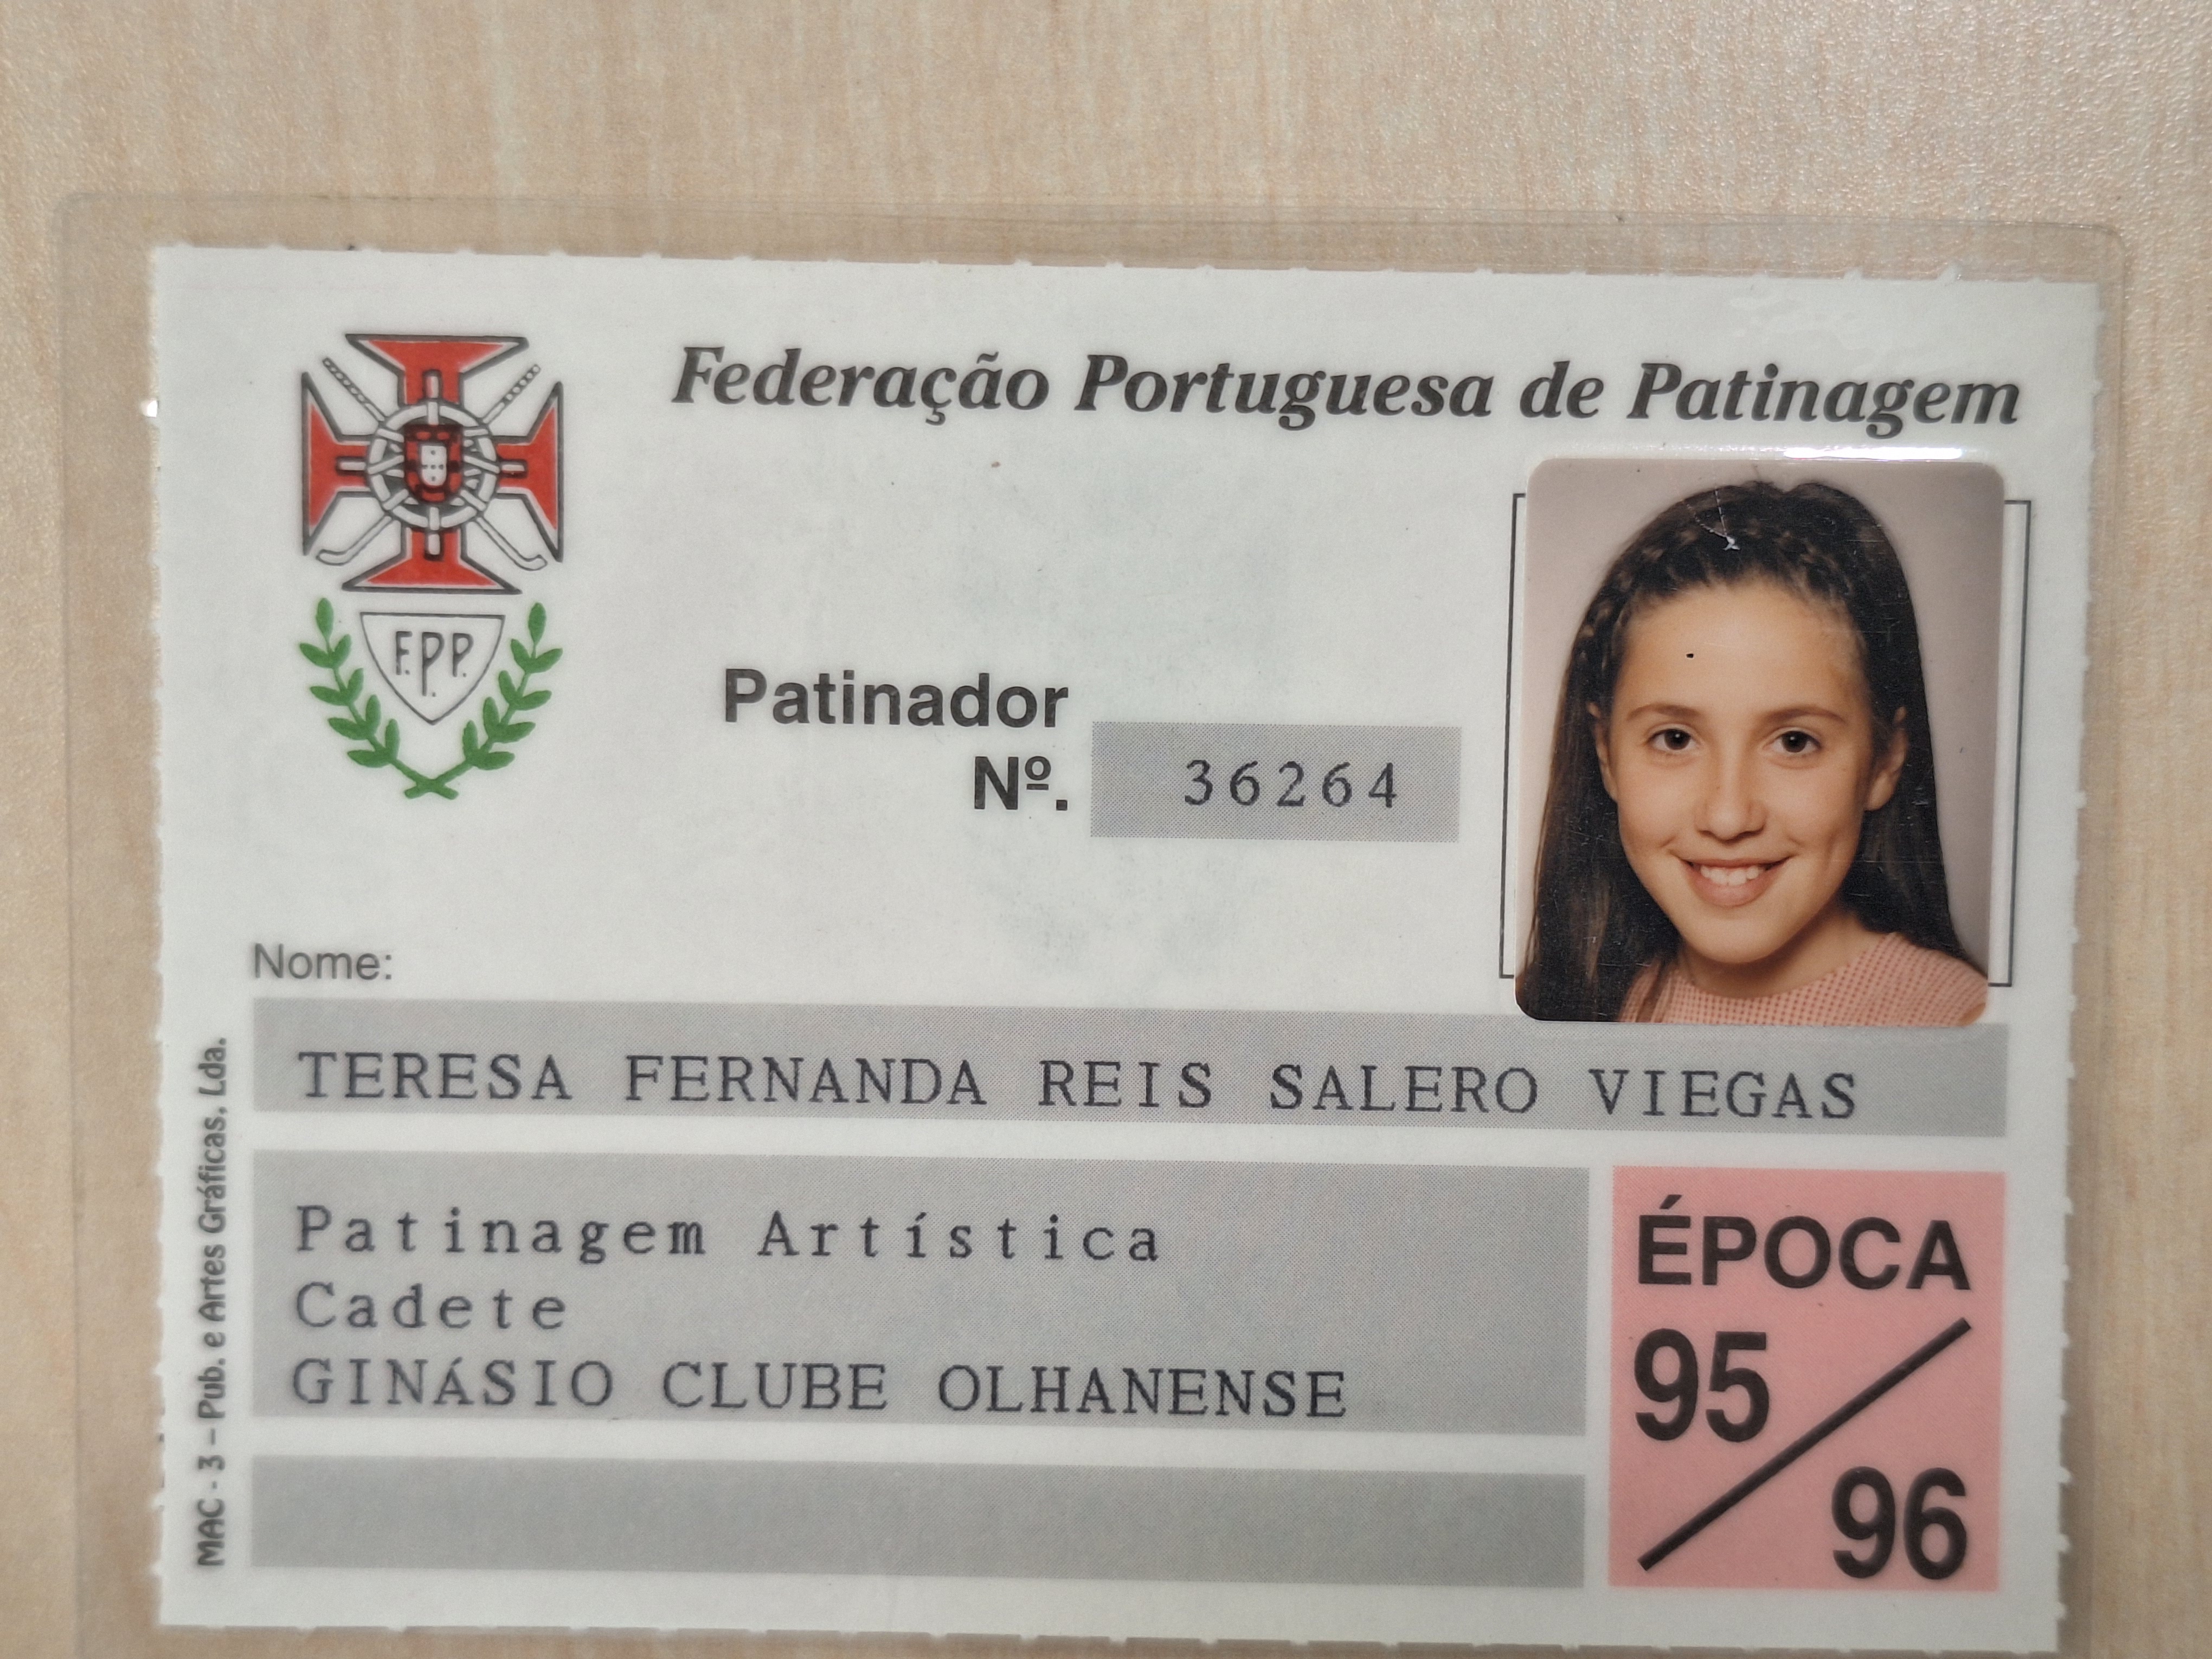 Federação Portuguesa de Patinagem
F.P.P.
Patinador
Nº. 36264
Nome:
TERESA FERNANDA REIS SALERO VIEGAS
Patinagem Artística
Cadete
GINÁSIO CLUBE OLHANENSE
ÉPOCA
95/96
MAC - 3 – Pub. e Artes Gráficas, Lda.